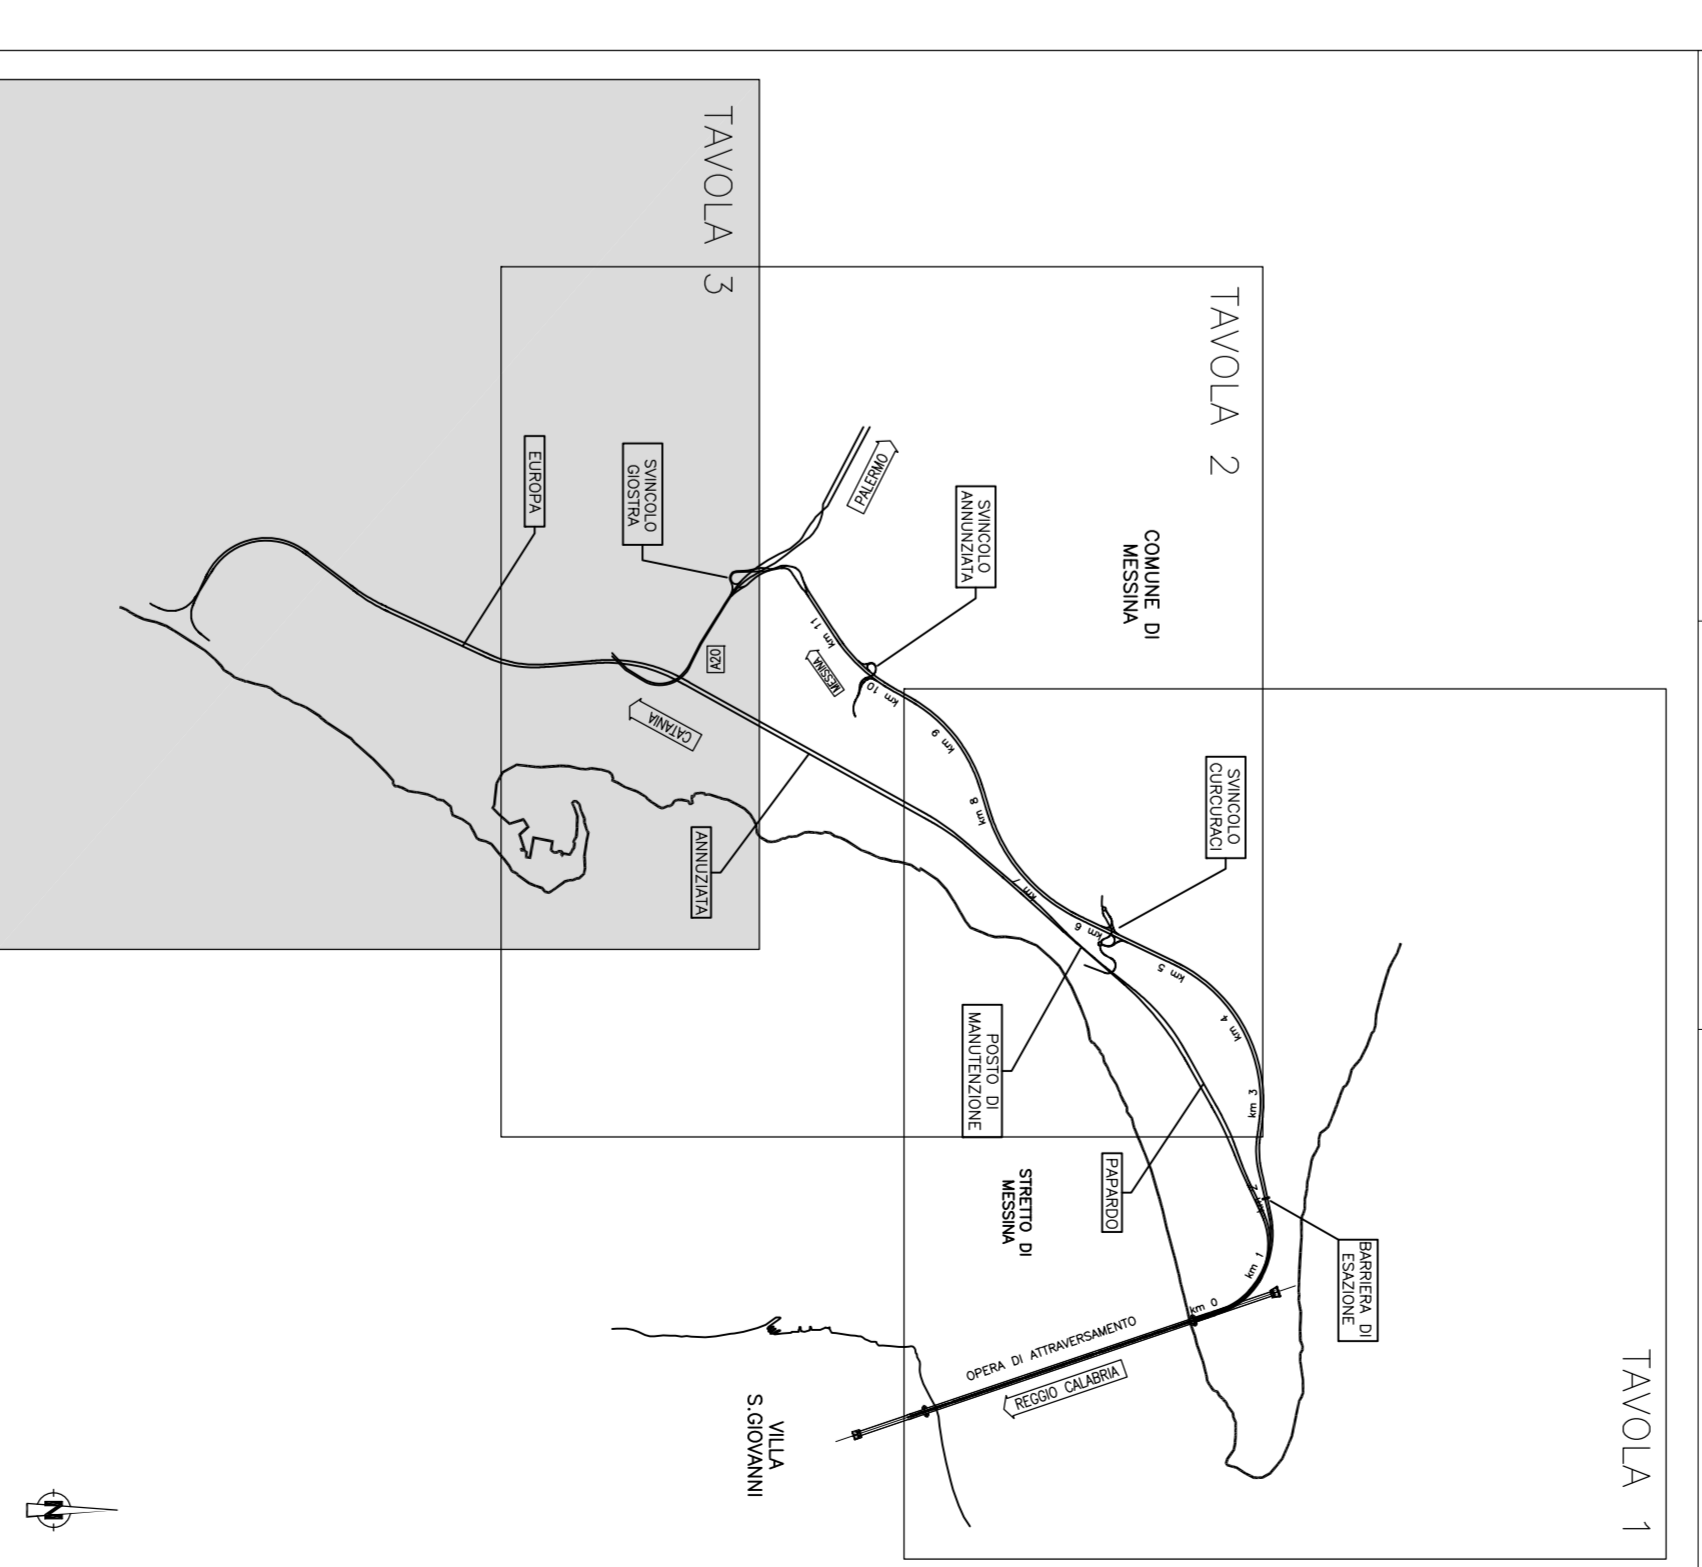 TAVOLA 1
TAVOLA 2
TAVOLA 3
COMUNE DI
MESSINA
SVINCOLO
CURCURACI
SVINCOLO
ANNUNZIATA
PALERMO
SVINCOLO
GIOSTRA
EUROPA
A20
MESSINA
CATANIA
ANNUZIATA
POSTO DI
MANUTENZIONE
PAPARDO
STRETTO DI
MESSINA
BARRIERA DI
ESAZIONE
km 0
km 1
km 2
km 3
km 4
km 5
km 6
km 7
km 8
km 9
km 10
km 11
OPERA DI ATTRAVERSAMENTO
REGGIO CALABRIA
VILLA
S.GIOVANNI
N